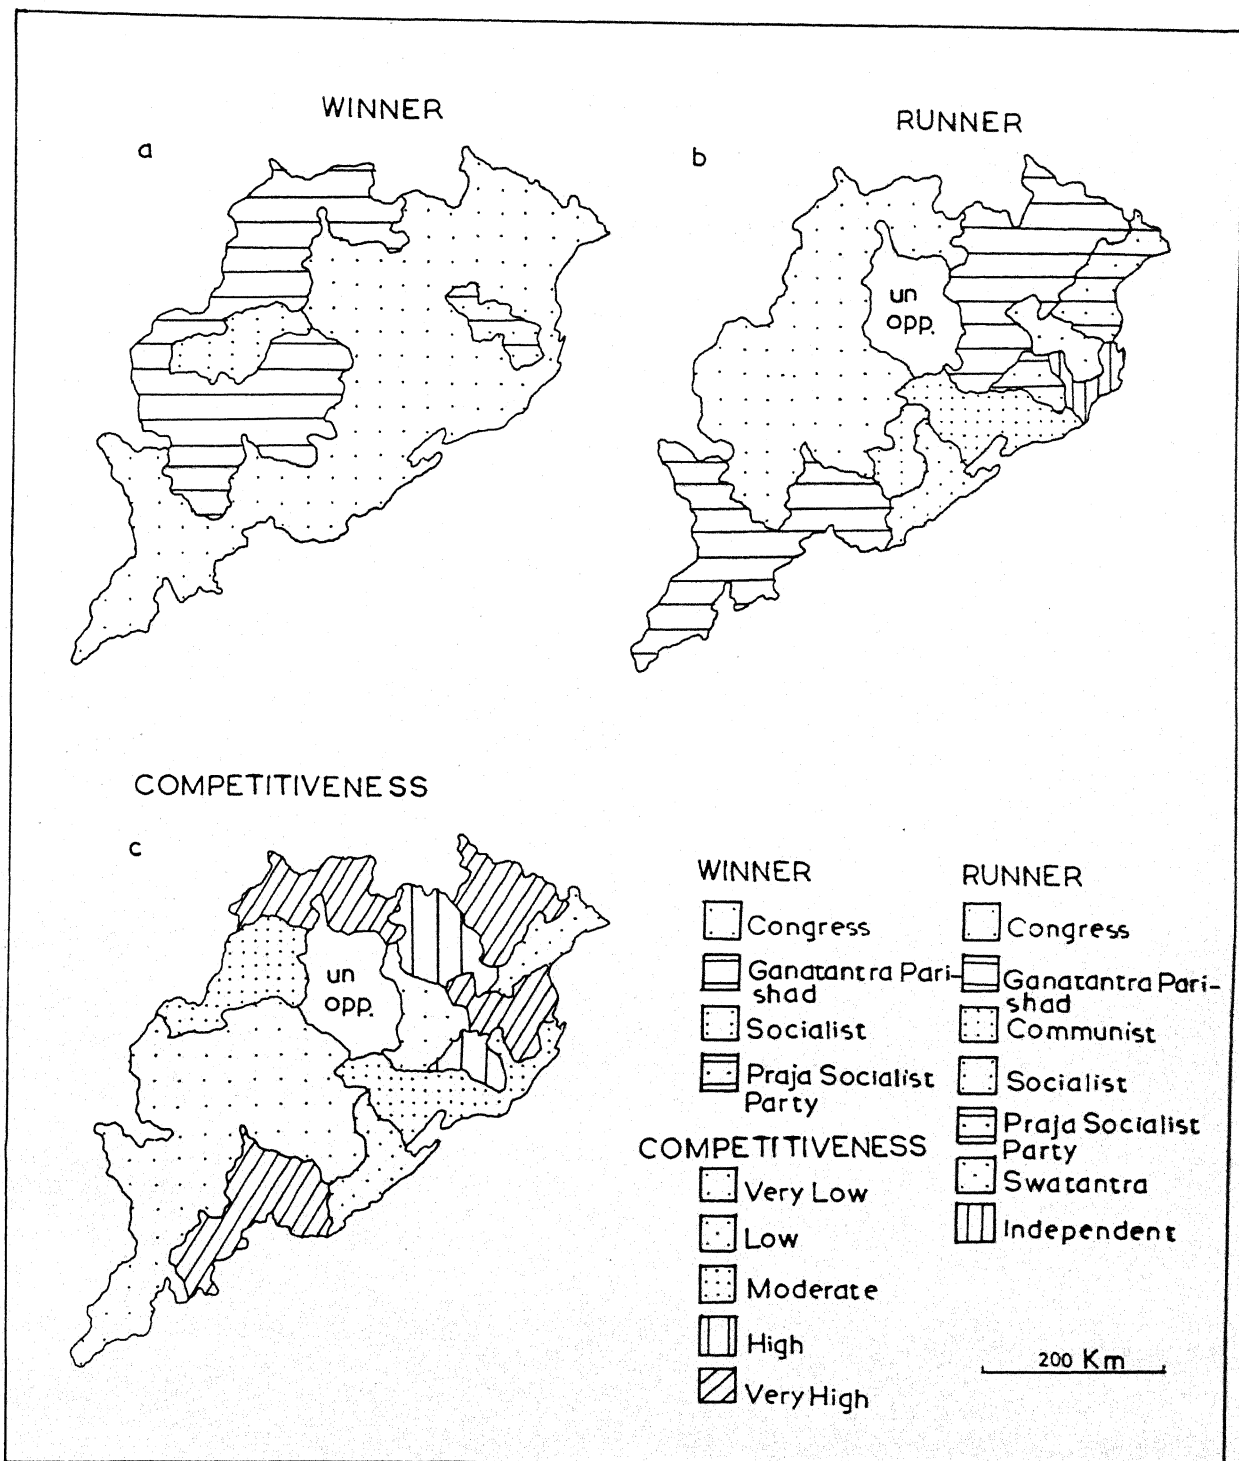 WINNER
a
RUNNER
b
un
opp.
COMPETITIVENESS
c
un
opp.
WINNER
Congress
Ganatantra Pari-
shad
Socialist
Praja Socialist
Party
COMPETITIVENESS
Very Low
Low
Moderate
High
Very High
RUNNER
Congress
Ganatantra Pari-
shad
Communist
Socialist
Praja Socialist
Party
Swatantra
Independent
200 Km